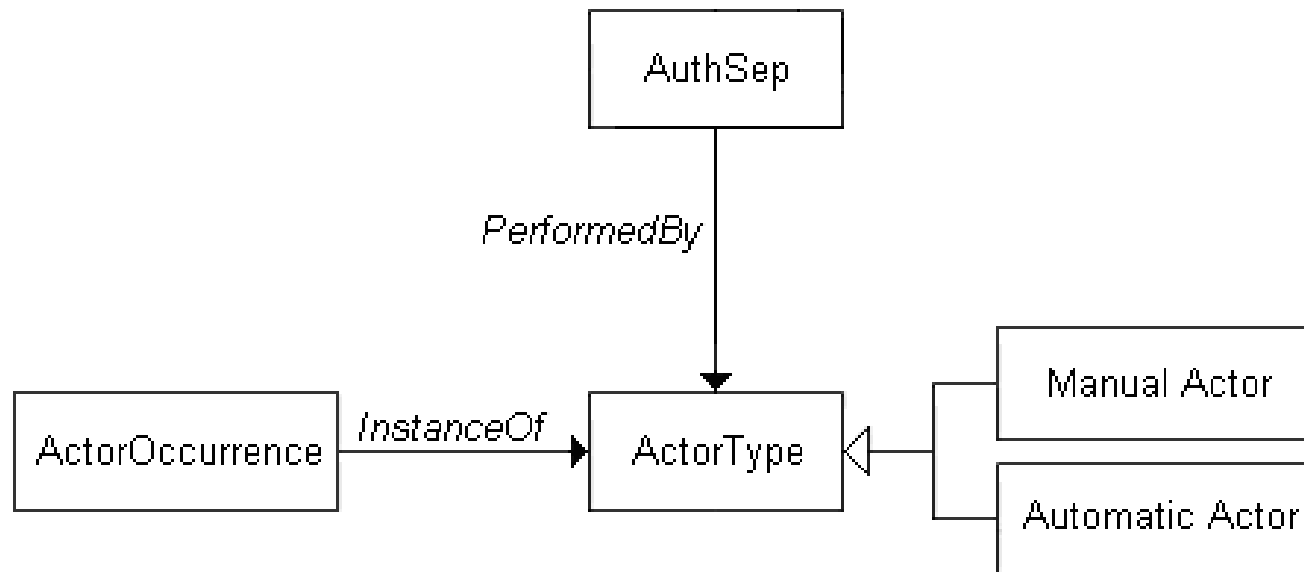 AuthSep
PerformedBy
Manual Actor
InstanceOf
ActorOccurrence
ActorType
Automatic Actor